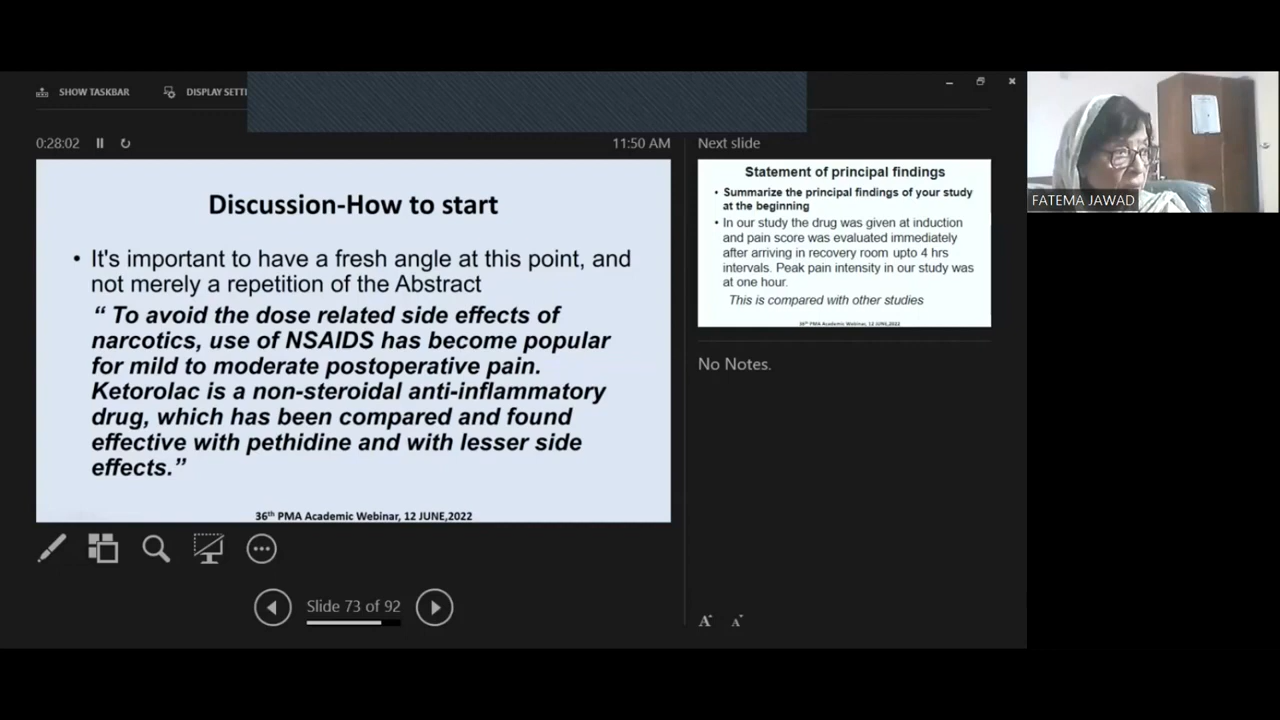 SHOW TASKBAR
DISPLAY SETTI
0:28:02
11:50 AM
Discussion-How to start
• It's important to have a fresh angle at this point, and
not merely a repetition of the Abstract
“ To avoid the dose related side effects of
narcotics, use of NSAIDS has become popular
for mild to moderate postoperative pain.
Ketorolac is a non-steroidal anti-inflammatory
drug, which has been compared and found
effective with pethidine and with lesser side
effects.”
36th PMA Academic Webinar, 12 JUNE,2022
Slide 73 of 92
Next slide
Statement of principal findings
• Summarize the principal findings of your study
at the beginning
• In our study the drug was given at induction
and pain score was evaluated immediately
after arriving in recovery room upto 4 hrs
intervals. Peak pain intensity in our study was
at one hour.
This is compared with other studies
36th PMA Academic Webinar, 12 JUNE,2022
No Notes.
A A
FATEMA JAWAD